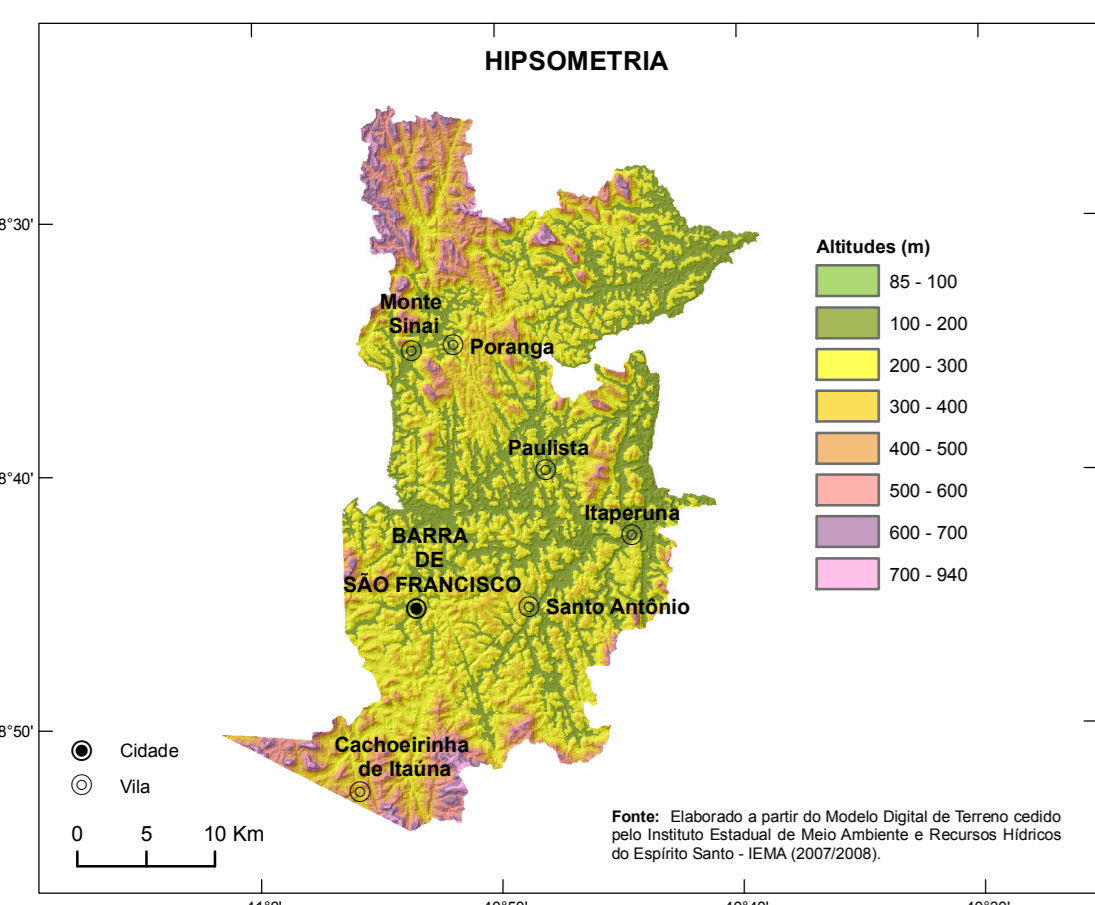 HIPSOMETRIA
8°30'
Altitudes (m)
85 - 100
100 - 200
200 - 300
300 - 400
400 - 500
500 - 600
600 - 700
700 - 940
Monte
Sinai
Poranga
Paulista
8°40'
Itaperuna
BARRA
DE
SÃO FRANCISCO
Santo Antônio
8°50'
Cachoeirinha
de Itaúna
Cidade
Vila
0 5 10 Km
Fonte: Elaborado a partir do Modelo Digital de Terreno cedido
pelo Instituto Estadual de Meio Ambiente e Recursos Hídricos
do Espírito Santo - IEMA (2007/2008).